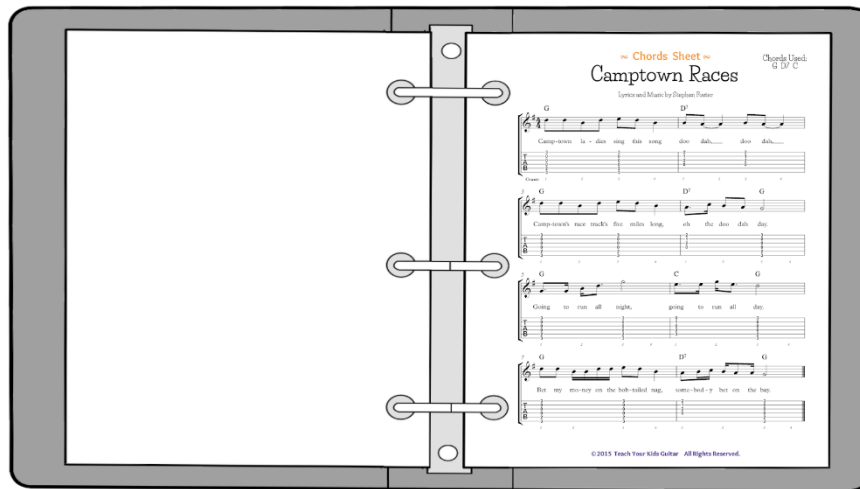 ~ Chords Sheet ~
Chords Used:
G D7 C
Camptown Races
Lyrics and Music by Stephen Foster
G D7
Camp-town la - dies sing this song doo dah, doo dah,
T
A
B
Count:
G D7 G
Camp-town's race track's five miles long, oh the doo dah day.
T
A
B
G C G
Going to run all night, going to run all day.
T
A
B
G D7 G
Bet my mo-ney on the bob-tailed nag, some-bod-y bet on the bay.
T
A
B
©2015 Teach Your Kids Guitar All Rights Reserved.